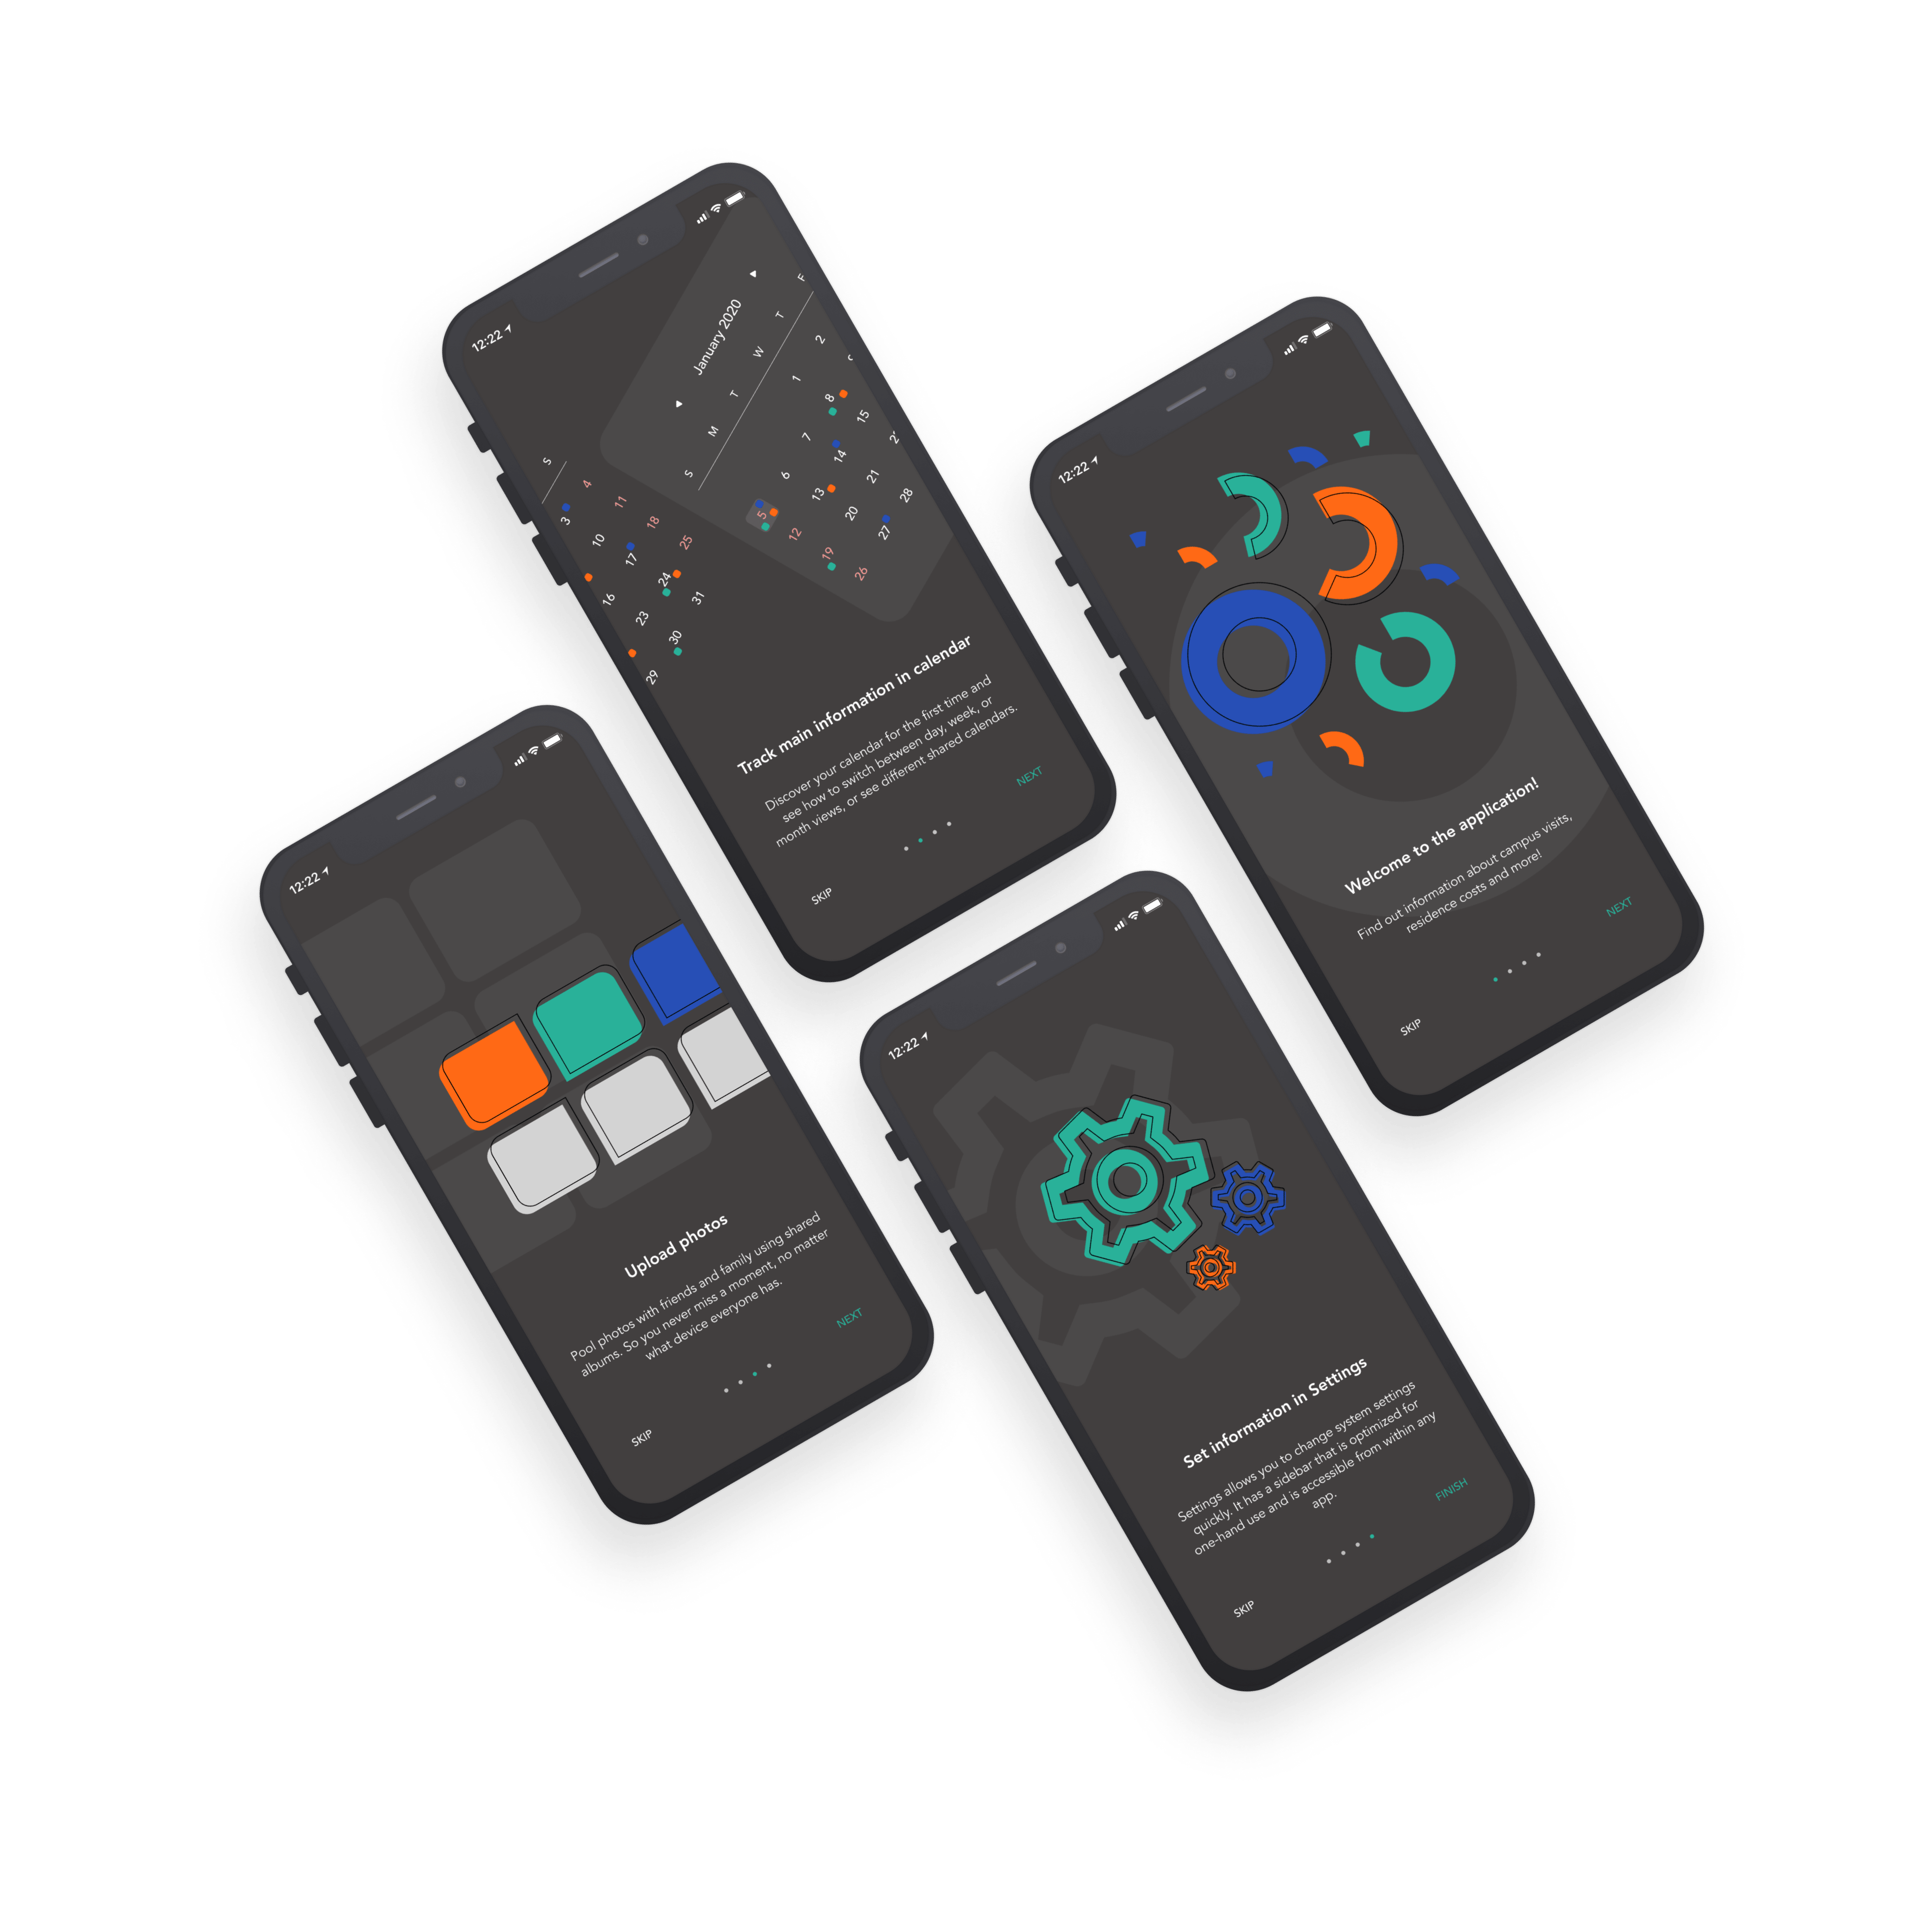 12:22
January 2020
S M T W T F
1 2
5 6 7 8
12 13 14 15
19 20 21
26 27 28
S
3 4
10 11
16 17 18
23 24 25
29 30 31
Track main information in calendar
Discover your calendar for the first time and
see how to switch between day, week, or
month views, or see different shared calendars.
SKIP
NEXT
12:22
Welcome to the application!
Find out information about campus visits,
residence costs and more!
SKIP
NEXT
12:22
Upload photos
Pool photos with friends and family using shared
albums. So you never miss a moment, no matter
what device everyone has.
SKIP
NEXT
12:22
Set information in Settings
Settings allows you to change system settings
quickly. It has a sidebar that is optimized for
one-hand use and is accessible from within any
app.
SKIP
FINISH